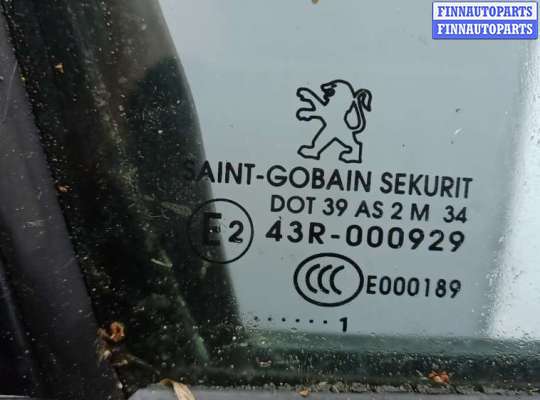 FINNAUTOPARTS
FINNAUTOPARTS
SAINT-GOBAIN SEKURIT
DOT 39 AS 2 M 34
E2 43R-000929
CCC E000189
...... 1